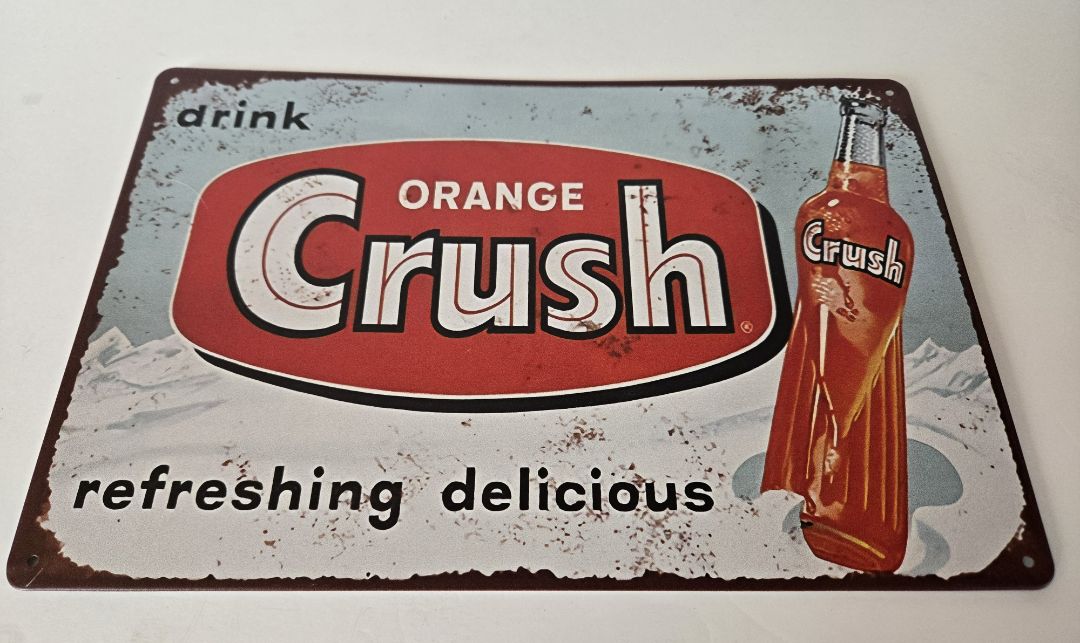 drink
ORANGE
Crush
®
Crush
refreshing delicious